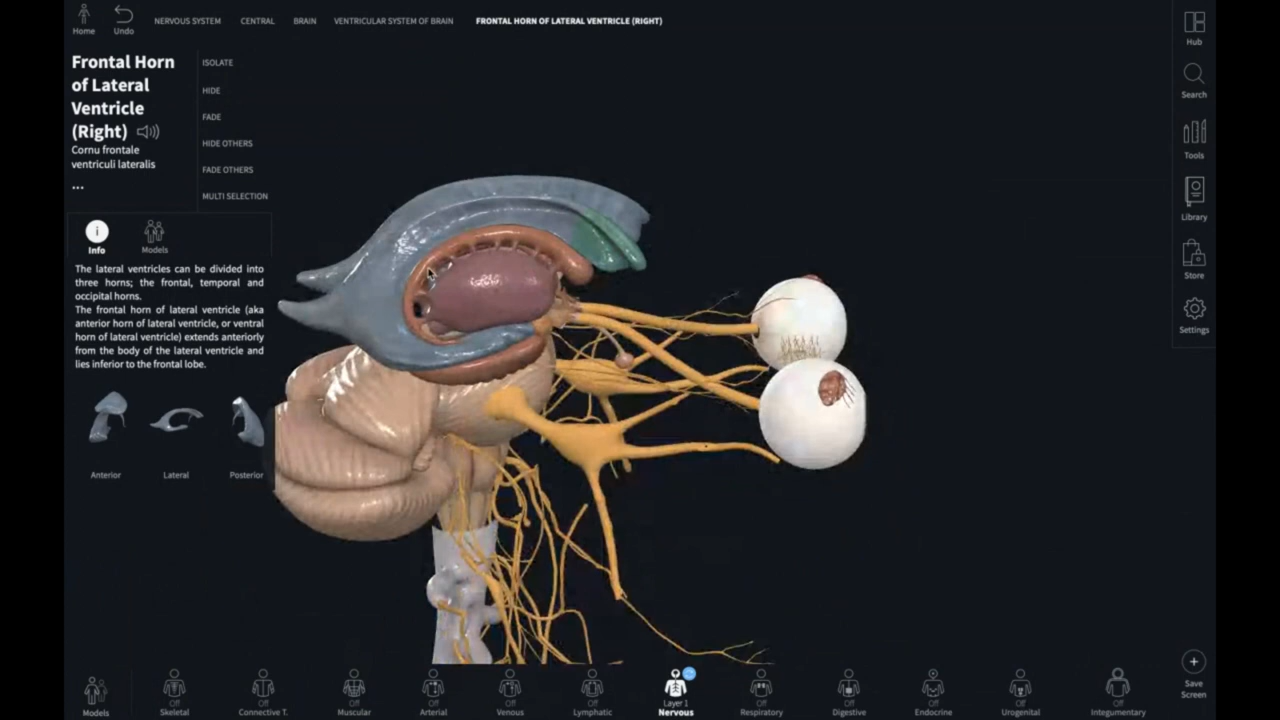 Home
Undo
NERVOUS SYSTEM
CENTRAL
BRAIN
VENTRICULAR SYSTEM OF BRAIN
FRONTAL HORN OF LATERAL VENTRICLE (RIGHT)
Frontal Horn
of Lateral
Ventricle
(Right)
Cornu frontale
ventriculi lateralis
...
ISOLATE
HIDE
FADE
HIDE OTHERS
FADE OTHERS
MULTI SELECTION
i
Info
Models
The lateral ventricles can be divided into
three horns; the frontal, temporal and
occipital horns.
The frontal horn of lateral ventricle (aka
anterior horn of lateral ventricle, or ventral
horn of lateral ventricle) extends anteriorly
from the body of the lateral ventricle and
lies inferior to the frontal lobe.
Anterior
Lateral
Posterior
Hub
Search
Tools
Library
Store
Settings
Save
Screen
Models
Off
Skeletal
Off
Connective T.
Off
Muscular
Off
Arterial
Off
Venous
Off
Lymphatic
Layer 1
Nervous
Off
Respiratory
Off
Digestive
Off
Endocrine
Off
Urogenital
Off
Integumentary